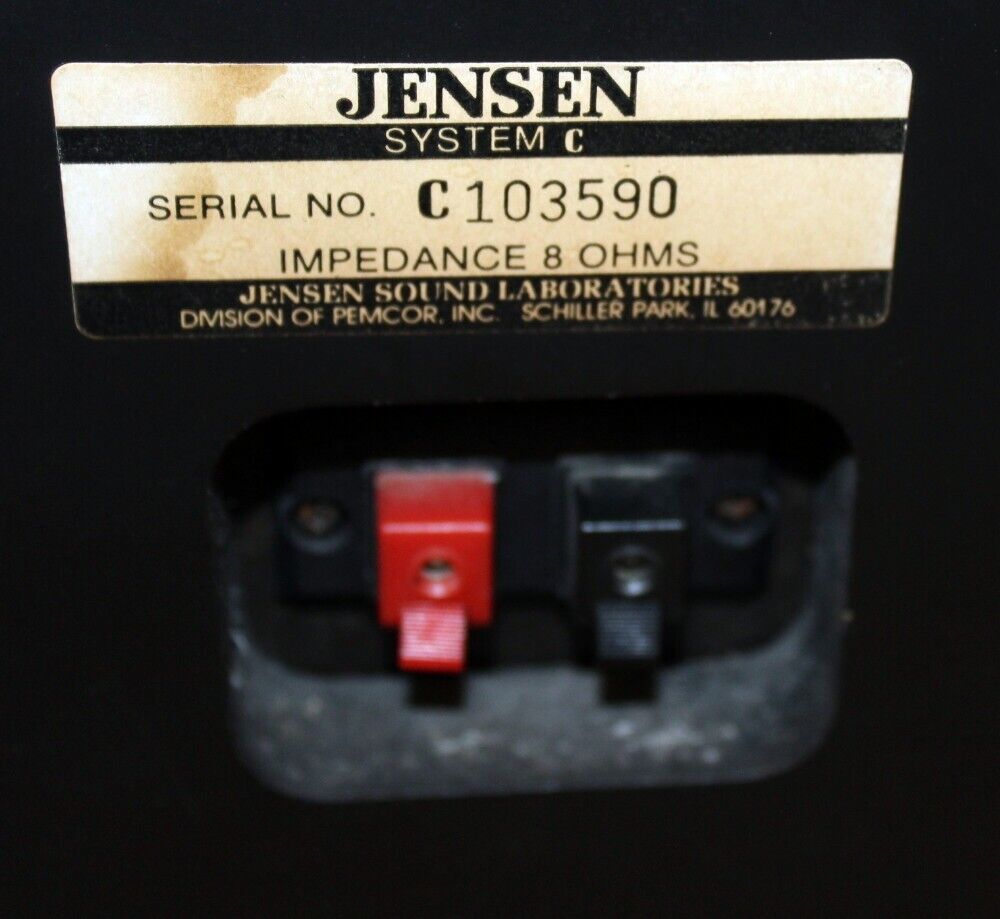 JENSEN
SYSTEM C
SERIAL NO. C103590
IMPEDANCE 8 OHMS
JENSEN SOUND LABORATORIES
DIVISION OF PEMCOR, INC. SCHILLER PARK, IL 60176